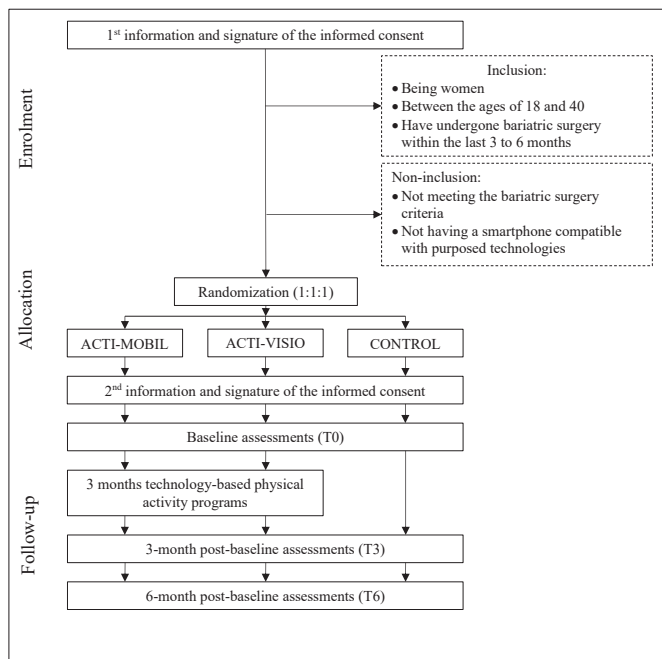 1st information and signature of the informed consent
Inclusion:
• Being women
• Between the ages of 18 and 40
• Have undergone bariatric surgery
within the last 3 to 6 months
Enrolment
Non-inclusion:
• Not meeting the bariatric surgery
criteria
• Not having a smartphone compatible
with purposed technologies
Randomization (1:1:1)
Allocation
ACTI-MOBIL
ACTI-VISIO
CONTROL
2nd information and signature of the informed consent
Baseline assessments (T0)
3 months technology-based physical
activity programs
Follow-up
3-month post-baseline assessments (T3)
6-month post-baseline assessments (T6)